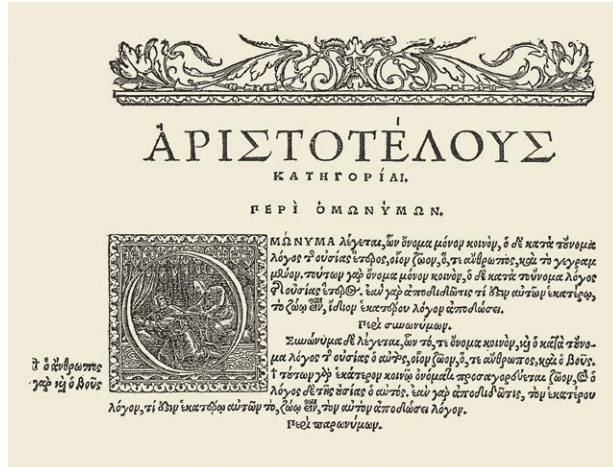 ἈΡΙΣΤΟΤΈΛΟΥΣ
ΚΑΤΗΓΟΡΊΑΙ.
ΠΕΡῚ ὉΜΩΝΎΜΩΝ.
ΟΜΏΝΥΜΑ λέγεται, ὧν ὄνομα μόνον κοινὸν, ὁ δὲ κατὰ τοὔνομα
λόγος τῆς οὐσίας ἕτερος, οἷον ζῶον, ὅ, τε ἄνθρωπος, καὶ τὸ γεγραμ
μένον. τούτων γὰρ ὄνομα μόνον κοινὸν, ὁ δὲ κατὰ τοὔνομα λόγος
τῆς οὐσίας ἕτερος. ἐὰν γὰρ ἀποδιδῶτις τί ἐστιν αὐτῶν ἑκατέρῳ,
τὸ ζώῳ εἶναι, ἴδιον ἑκατέρου λόγον ἀποδώσει.
Περὶ συνωνύμων.
Συνώνυμα δὲ λέγεται, ὧν τό, τε ὄνομα κοινὸν, καὶ ὁ κατὰ τοὔνο-
μα λόγος τῆς οὐσίας ὁ αὐτὸς, οἷον ζῶον, ὅ, τε ἄνθρωπος, καὶ ὁ βοῦς.
† ὁ ἄνθρωπος
γὰρ καὶ ὁ βοῦς
† τούτων γὰρ ἑκάτερον κοινῷ ὀνόματι προσαγορεύεται ζῶον, καὶ ὁ
λόγος δὲ τῆς οὐσίας ὁ αὐτός. ἐὰν γὰρ ἀποδιδῶτις, τὸν ἑκατέρου
λόγον, τί ἐστιν ἑκατέρῳ αὐτῶν τὸ, ζώῳ εἶναι, τὸν αὐτὸν ἀποδώσει λόγον.
Περὶ παρωνύμων.